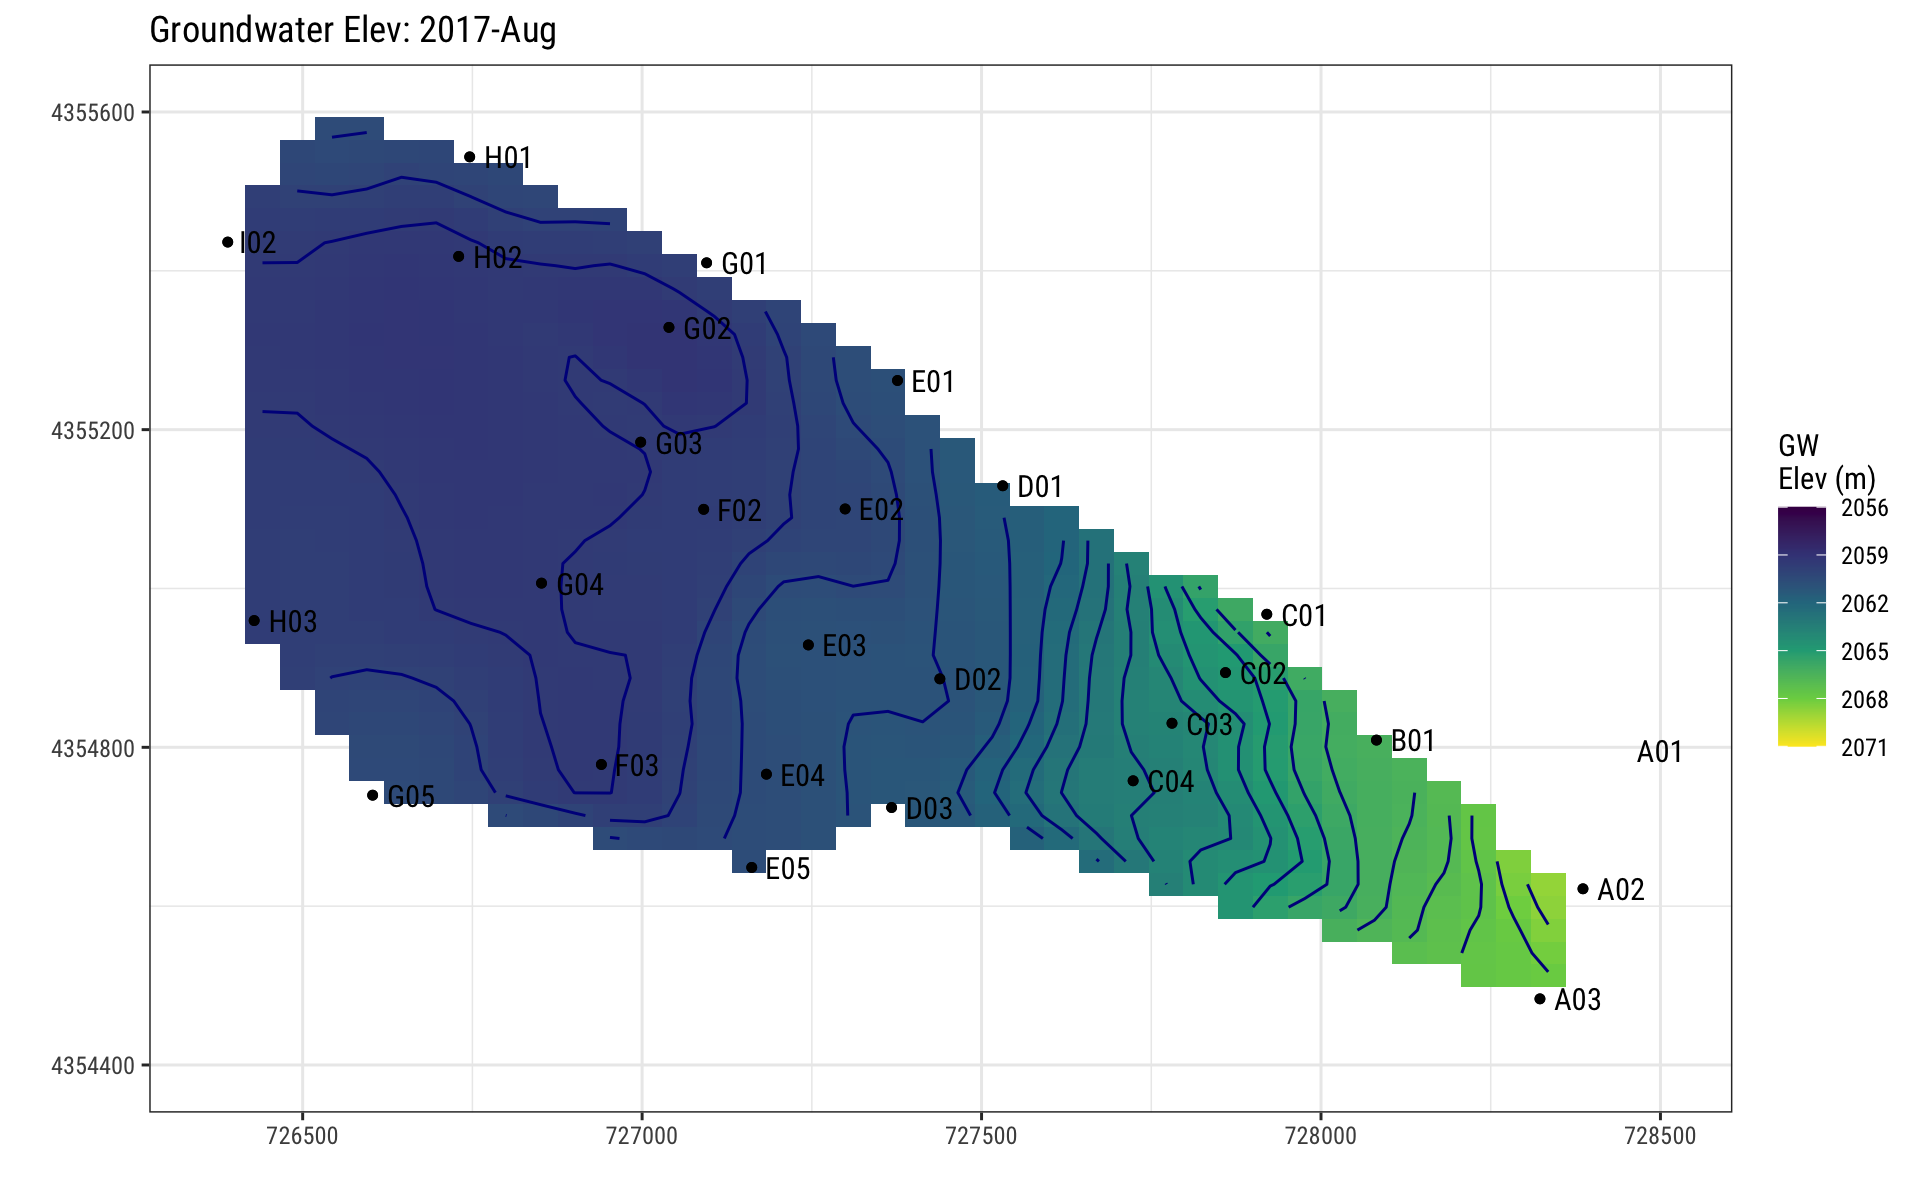 Groundwater Elev: 2017-Aug
4355600
4355200
4354800
4354400
H01
I02
H02
G01
G02
E01
G03
D01
F02
E02
G04
C01
H03
E03
C02
D02
C03
B01
A01
F03
E04
C04
G05
D03
E05
A02
A03
726500
727000
727500
728000
728500
GW
Elev (m)
2056
2059
2062
2065
2068
2071